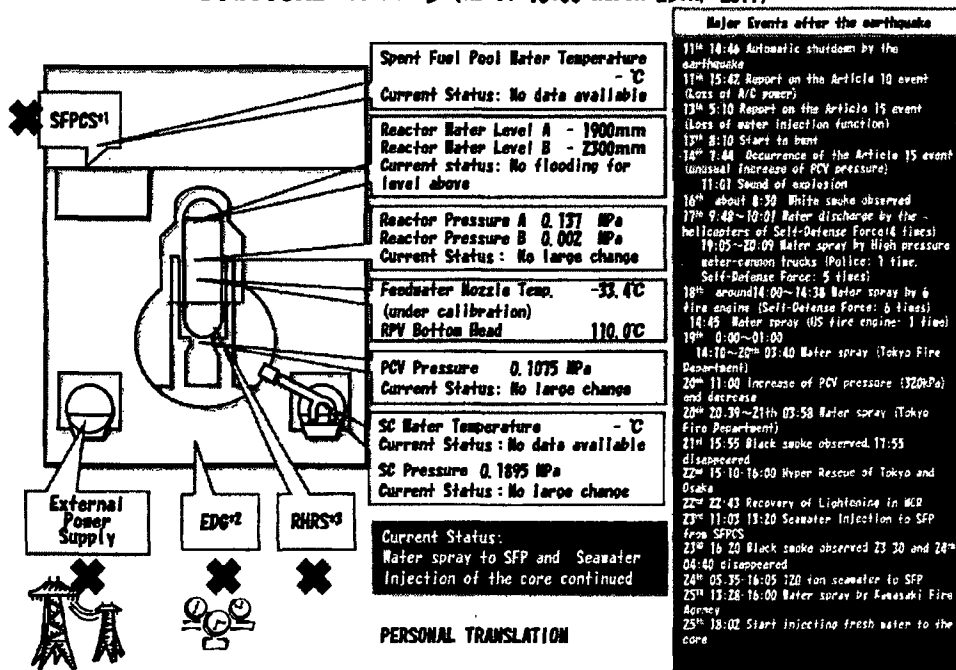 Major Events after the earthquake
SFPCS*1
Spent Fuel Pool Water Temperature
- ℃
Current Status: No data available
Reactor Water Level A - 1900mm
Reactor Water Level B - 2300mm
Current status: No flooding for
level above
Reactor Pressure A 0.137 MPa
Reactor Pressure B 0.002 MPa
Current Status: No large change
Feedwater Nozzle Temp. -33.4℃
(under calibration)
RPV Bottom Head 110.0℃
PCV Pressure 0.1075 MPa
Current Status: No large change
SC Water Temperature - ℃
Current Status: No data available
SC Pressure 0.1895 MPa
Current Status: No large change
External
Power
Supply
EDG*2
RHRS*3
Current Status:
Water spray to SFP and Seawater
Injection of the core continued
PERSONAL TRANSLATION
11th 14:46 Automatic shutdown by the
earthquake
11th 15:42 Report on the Article 10 event
(Loss of A/C power)
13th 5:10 Report on the Article 15 event
(Loss of water injection function)
13th 8:10 Start to bent
14th 7:44 Occurrence of the Article 15 event
(unusual increase of PCV pressure)
11:01 Sound of explosion
16th about 8:30 White smoke observed
17th 9:48~10:01 Water discharge by the -
helicopters of Self-Defense Force(4 times)
19:05~20:09 Water spray by High pressure
water-cannon trucks (Police: 1 time,
Self-Defense Force: 5 times)
18th around14:00~14:38 Water spray by 6
fire engine (Self-Defense Force: 6 times)
14:45 Water spray (US fire engine: 1 time)
19th 0:00~01:00
14:10~20th 03:40 Water spray (Tokyo Fire
Department)
20th 11:00 Increase of PCV pressure (320kPa)
and decrease
20th 20.39~21th 03:58 Water spray (Tokyo
Fire Department)
21st 15:55 Black smoke observed, 17:55
disappeared
22nd 15:10-16:00 Hyper Rescue of Tokyo and
Osaka
22nd 22:43 Recovery of Lightening in MCR
23rd 11:03 13:20 Seawater Injection to SFP
from SFPCS
23rd 16 20 Black smoke observed 23 30 and 24th
04:40 disappeared
24th 05.35-16:05 120 ton seawater to SFP
25th 13:28-16:00 Water spray by Kawasaki Fire
Agency
25th 18:02 Start injecting fresh water to the
core